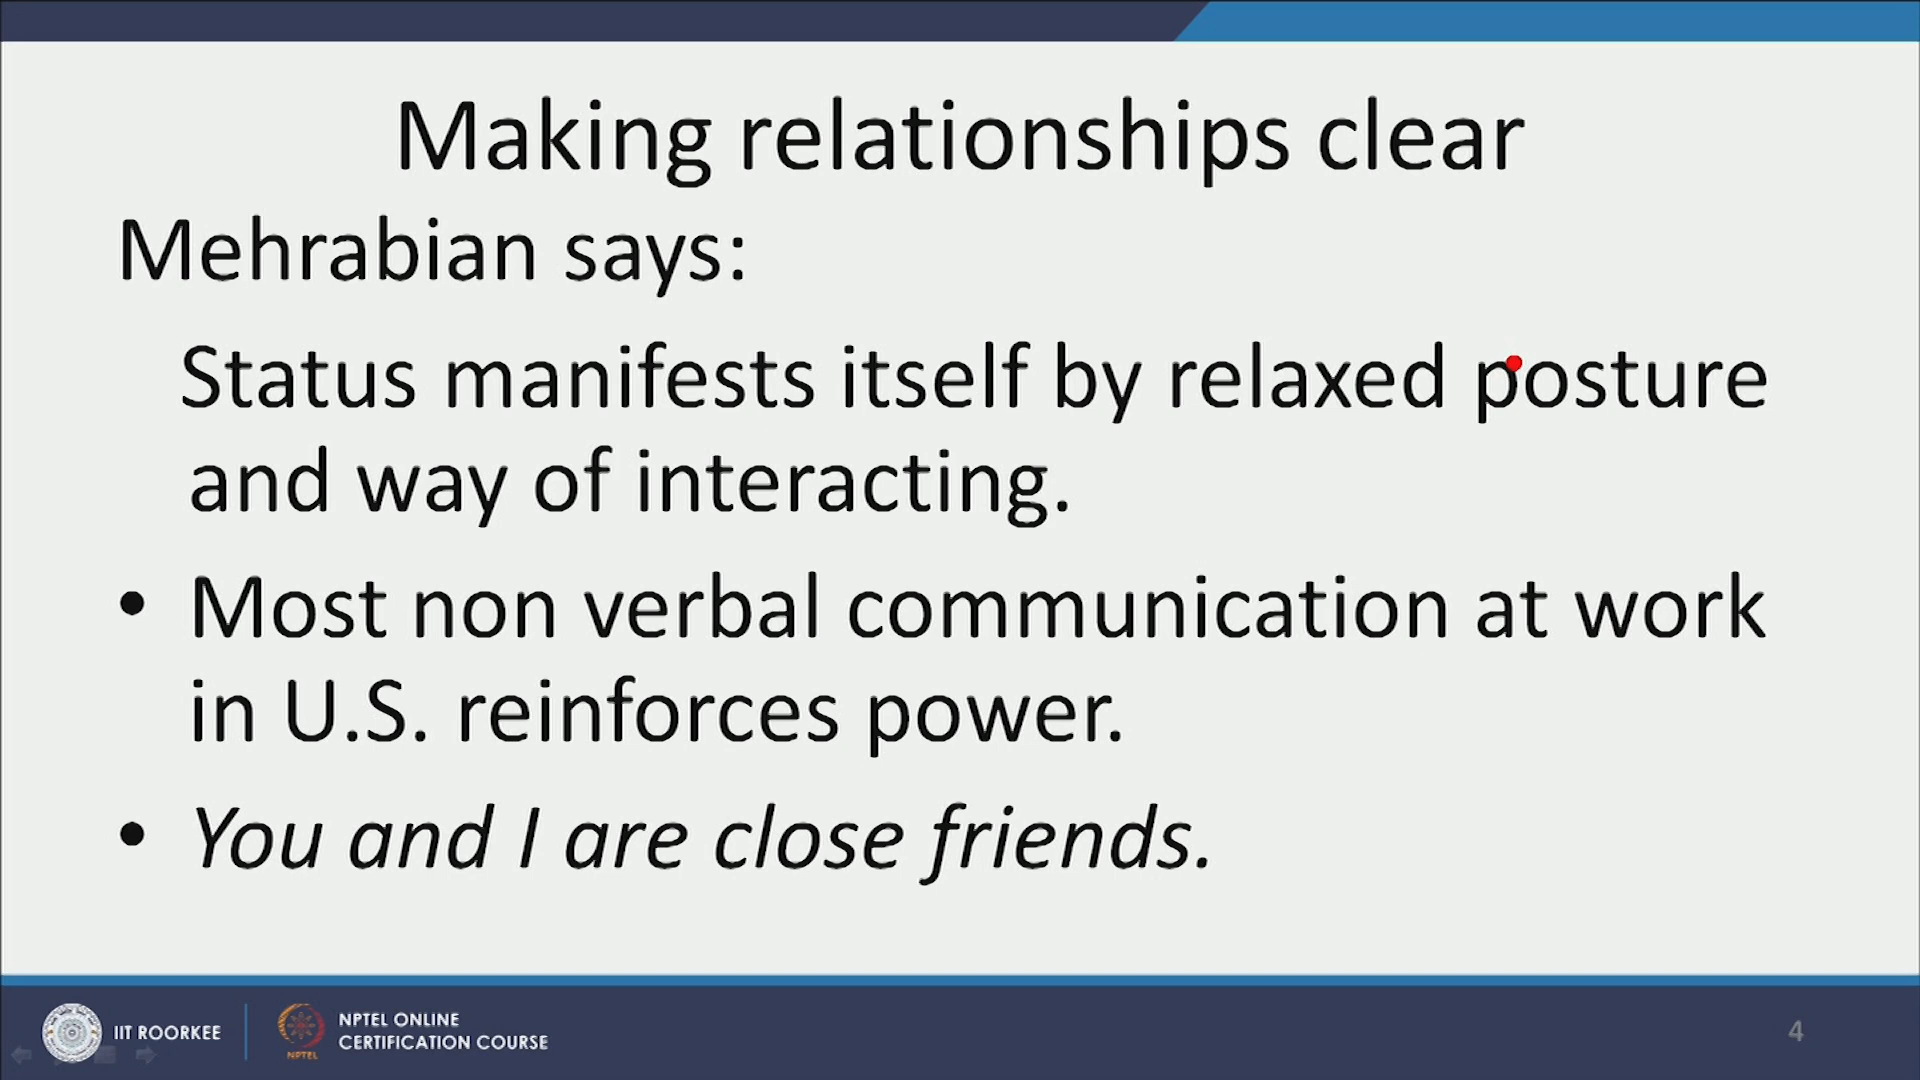 Making relationships clear
Mehrabian says:
Status manifests itself by relaxed posture
and way of interacting.
• Most non verbal communication at work
in U.S. reinforces power.
• You and I are close friends.
IIT ROORKEE
NPTEL
NPTEL ONLINE
CERTIFICATION COURSE
4